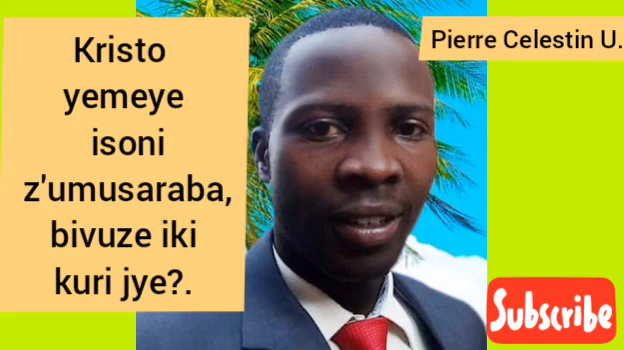 Kristo
yemeye
isoni
z'umusaraba,
bivuze iki
kuri jye?.
Pierre Celestin U.
Subscribe